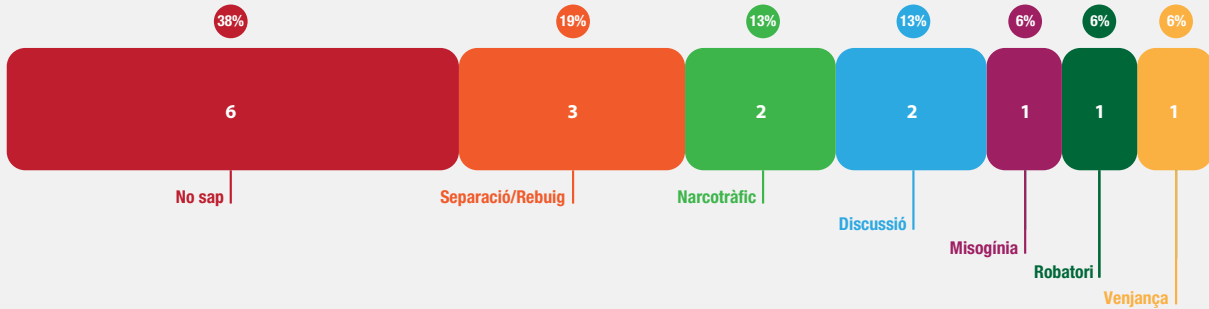 38% 19% 13% 13% 6% 6% 6%
6 3 2 2 1 1 1
No sap Separació/Rebuig Narcotràfic
Discussió
Misogínia
Robatori
Venjança